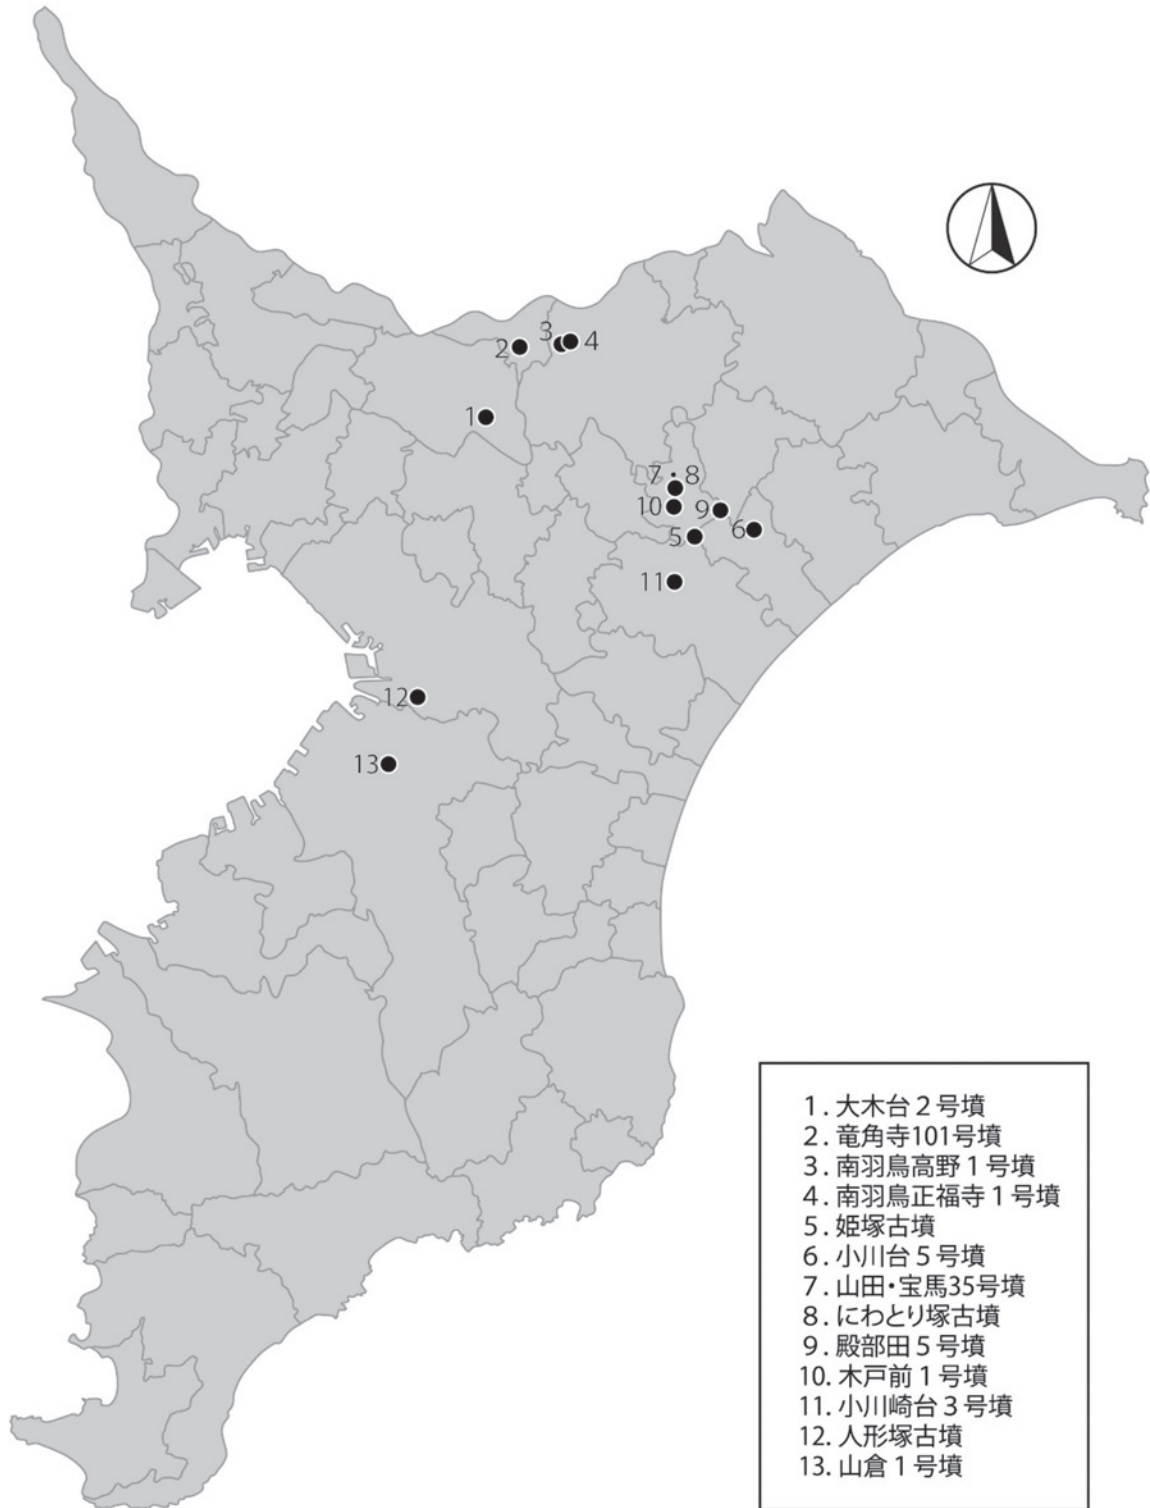 3
4
2
1
7
8
10
9
6
5
11
12
13
1. 大木台2号墳
2. 竜角寺101号墳
3. 南羽鳥高野1号墳
4. 南羽鳥正福寺1号墳
5. 姫塚古墳
6. 小川台5号墳
7. 山田・宝馬35号墳
8. にわとり塚古墳
9. 殿部田5号墳
10. 木戸前1号墳
11. 小川崎台3号墳
12. 人形塚古墳
13. 山倉1号墳